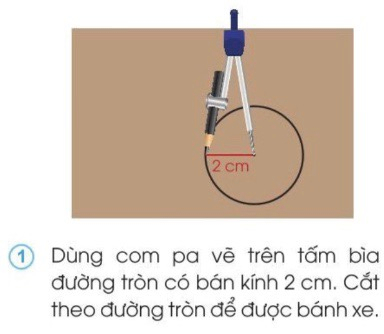 2 cm
1 Dùng com pa vẽ trên tấm bìa
đường tròn có bán kính 2 cm. Cắt
theo đường tròn để được bánh xe.